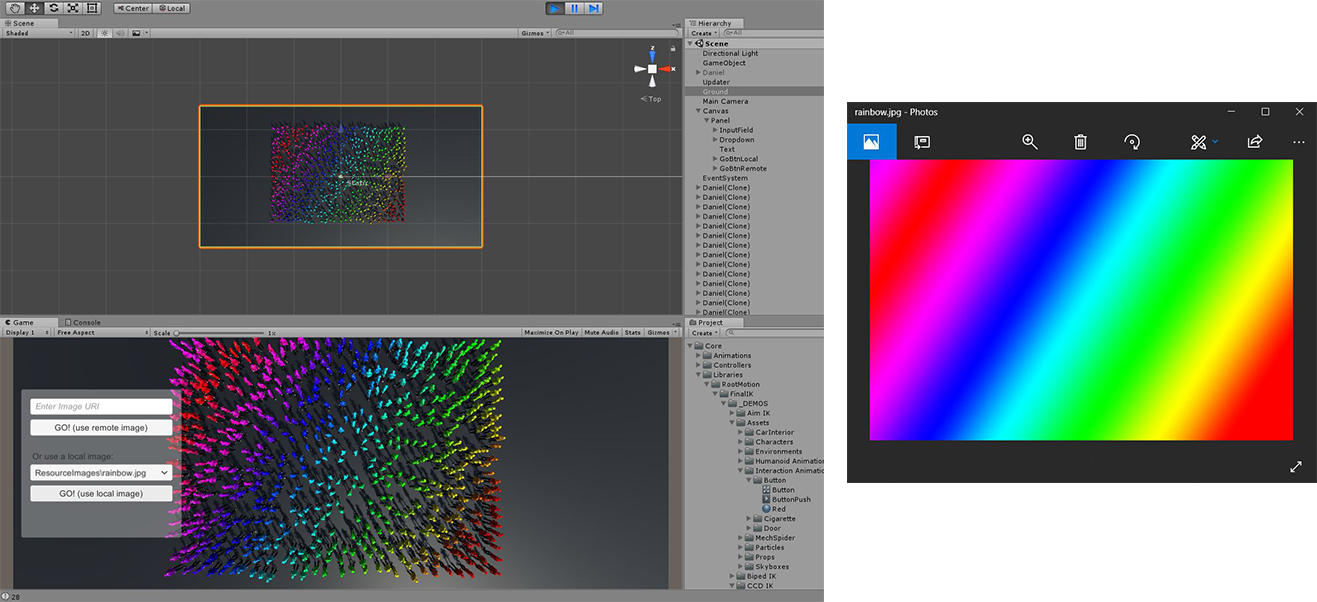 Center Local
Scene
Shaded 2D Gizmos All
z
x
Top
Static
Hierarchy
Create All
Scene
Directional Light
GameObject
Daniel
Updater
Ground
Main Camera
Canvas
Panel
InputField
Dropdown
Text
GoBtnLocal
GoBtnRemote
EventSystem
Daniel(Clone)
Daniel(Clone)
Daniel(Clone)
Daniel(Clone)
Daniel(Clone)
Daniel(Clone)
Daniel(Clone)
Daniel(Clone)
Daniel(Clone)
Daniel(Clone)
Daniel(Clone)
Daniel(Clone)
Daniel(Clone)
Daniel(Clone)
Game Console
Display 1 Free Aspect Scale 1x Maximize On Play Mute Audio Stats Gizmos
Enter Image URI
GO! (use remote image)
Or use a local image:
ResourceImages\rainbow.jpg
GO! (use local image)
28
Project
Create
Core
Animations
Controllers
Libraries
RootMotion
FinalIK
_DEMOS
Aim IK
Assets
CarInterior
Characters
Environments
Humanoid Animatio
Interaction Animatio
Button
Button
ButtonPush
Red
Cigarette
Door
MechSpider
Particles
Props
Skyboxes
Biped IK
CCD IK
rainbow.jpg - Photos